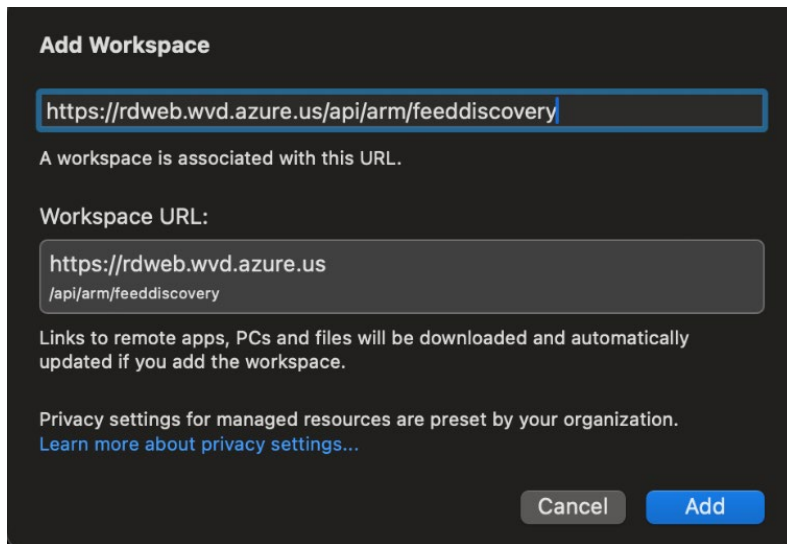 Add Workspace
https://rdweb.wvd.azure.us/api/arm/feeddiscovery
A workspace is associated with this URL.
Workspace URL:
https://rdweb.wvd.azure.us
/api/arm/feeddiscovery
Links to remote apps, PCs and files will be downloaded and automatically
updated if you add the workspace.
Privacy settings for managed resources are preset by your organization.
Learn more about privacy settings...
Cancel Add